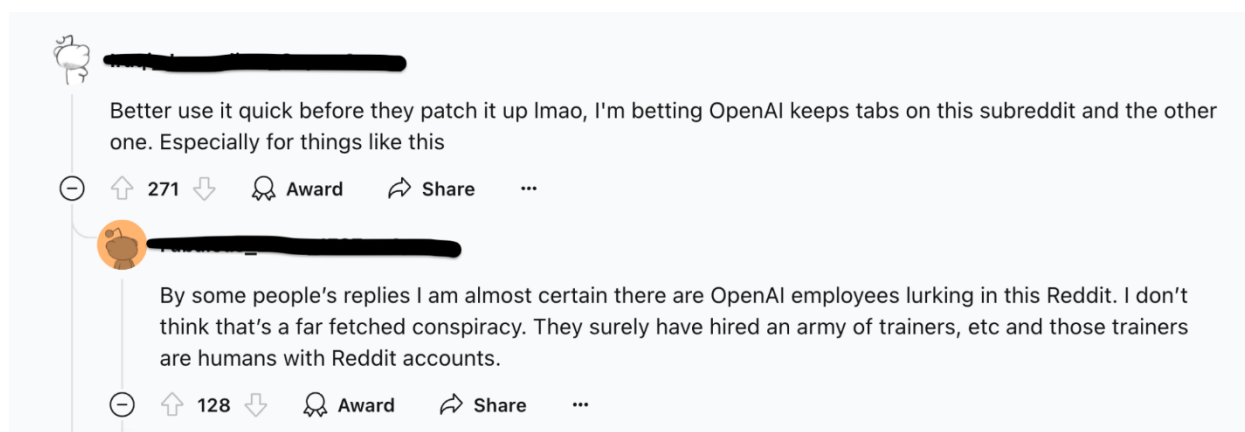 Better use it quick before they patch it up lmao, I'm betting OpenAI keeps tabs on this subreddit and the other
one. Especially for things like this
271 Award Share ...
By some people's replies I am almost certain there are OpenAI employees lurking in this Reddit. I don't
think that's a far fetched conspiracy. They surely have hired an army of trainers, etc and those trainers
are humans with Reddit accounts.
128 Award Share ...